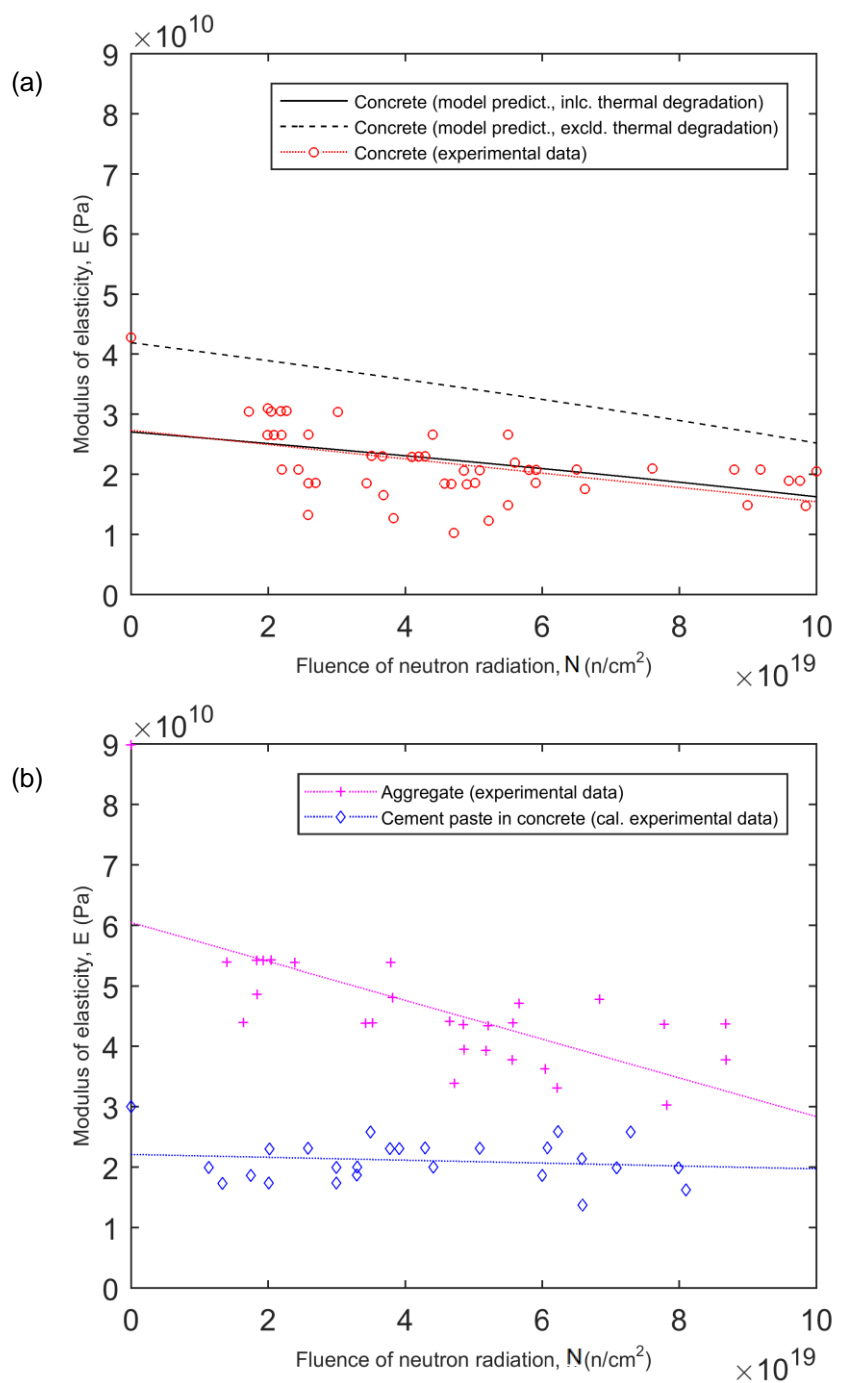 (a)
×10^10
9
8
7
6
5
4
3
2
1
0
Modulus of elasticity, E (Pa)
Concrete (model predict., inlc. thermal degradation)
Concrete (model predict., excld. thermal degradation)
Concrete (experimental data)
0 2 4 6 8 10
Fluence of neutron radiation, N (n/cm²)
×10^19
(b)
×10^10
9
8
7
6
5
4
3
2
1
0
Modulus of elasticity, E (Pa)
Aggregate (experimental data)
Cement paste in concrete (cal. experimental data)
0 2 4 6 8 10
Fluence of neutron radiation, N (n/cm²)
×10^19